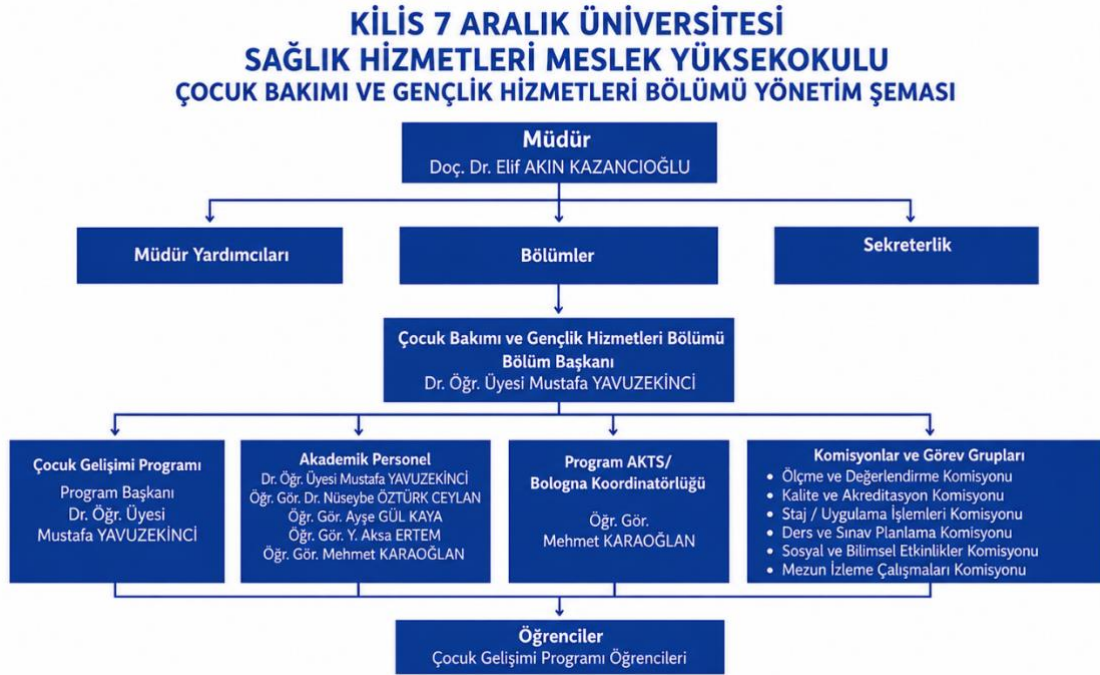 KİLİS 7 ARALIK ÜNİVERSİTESİ
SAĞLIK HİZMETLERİ MESLEK YÜKSEKOKULU
ÇOCUK BAKIMI VE GENÇLİK HİZMETLERİ BÖLÜMÜ YÖNETİM ŞEMASI
Müdür
Doç. Dr. Elif AKIN KAZANCIOĞLU
Müdür Yardımcıları
Bölümler
Sekreterlik
Çocuk Bakımı ve Gençlik Hizmetleri Bölümü
Bölüm Başkanı
Dr. Öğr. Üyesi Mustafa YAVUZEKİNCİ
Çocuk Gelişimi Programı
Program Başkanı
Dr. Öğr. Üyesi
Mustafa YAVUZEKİNCİ
Akademik Personel
Dr. Öğr. Üyesi Mustafa YAVUZEKİNCİ
Öğr. Gör. Dr. Nüseybe ÖZTÜRK CEYLAN
Öğr. Gör. Ayşe GÜL KAYA
Öğr. Gör. Y. Aksa ERTEM
Öğr. Gör. Mehmet KARAOĞLAN
Program AKTS/
Bologna Koordinatörlüğü
Öğr. Gör.
Mehmet KARAOĞLAN
Komisyonlar ve Görev Grupları
• Ölçme ve Değerlendirme Komisyonu
• Kalite ve Akreditasyon Komisyonu
• Staj / Uygulama İşlemleri Komisyonu
• Ders ve Sınav Planlama Komisyonu
• Sosyal ve Bilimsel Etkinlikler Komisyonu
• Mezun İzleme Çalışmaları Komisyonu
Öğrenciler
Çocuk Gelişimi Programı Öğrencileri